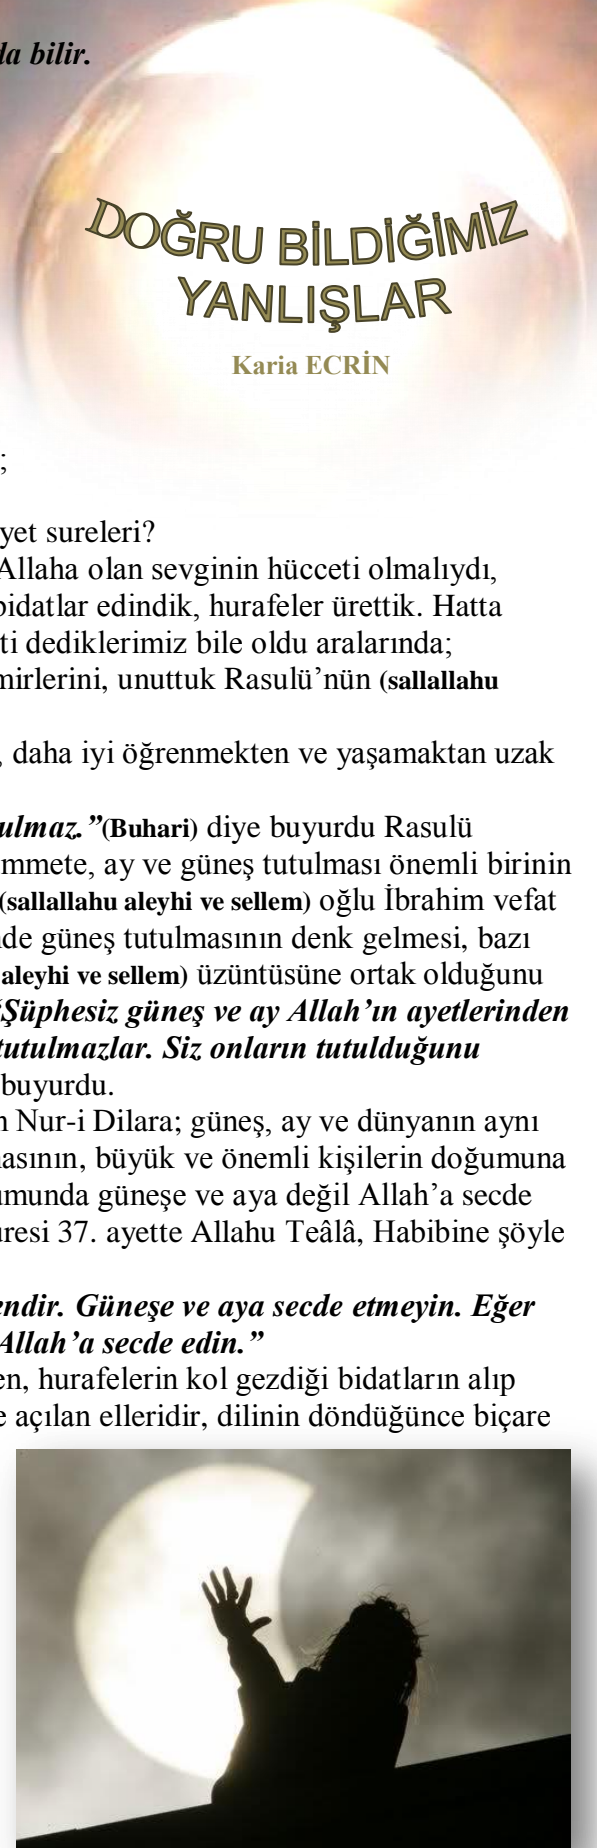 da bilir.
DOĞRU BİLDİĞİMİZ
YANLIŞLAR
Karia ECRİN
;
yet sureleri?
Allaha olan sevginin hücceti olmalıydı,
bidatlar edindik, hurafeler ürettik. Hatta
ti dediklerimiz bile oldu aralarında;
mirlerini, unuttuk Rasulü’nün (sallallahu
, daha iyi öğrenmekten ve yaşamaktan uzak
ulmaz.”(Buhari) diye buyurdu Rasulü
mmete, ay ve güneş tutulması önemli birinin
(sallallahu aleyhi ve sellem) oğlu İbrahim vefat
nde güneş tutulmasının denk gelmesi, bazı
aleyhi ve sellem) üzüntüsüne ortak olduğunu
“Şüphesiz güneş ve ay Allah’ın ayetlerinden
tutulmazlar. Siz onların tutulduğunu
buyurdu.
n Nur-i Dilara; güneş, ay ve dünyanın aynı
masının, büyük ve önemli kişilerin doğumuna
umunda güneşe ve aya değil Allah’a secde
uresi 37. ayette Allahu Teâlâ, Habibine şöyle
endir. Güneşe ve aya secde etmeyin. Eğer
Allah’a secde edin.”
en, hurafelerin kol gezdiği bidatların alıp
e açılan elleridir, dilinin döndüğünce biçare